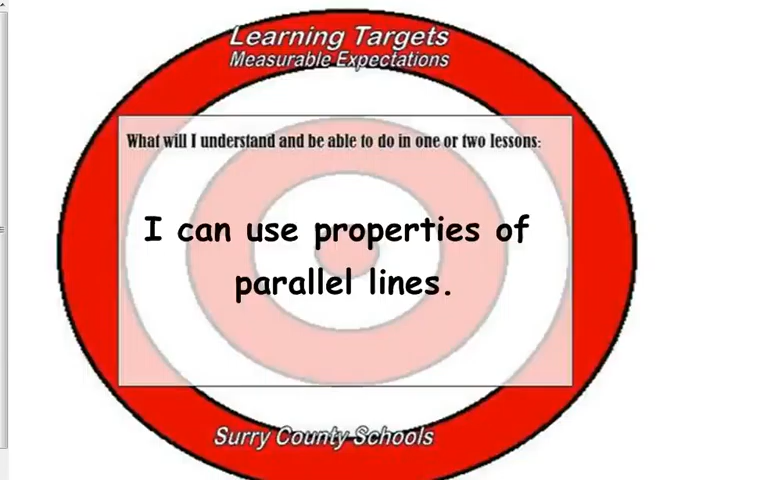 Learning Targets
Measurable Expectations
What will I understand and be able to do in one or two lessons:
I can use properties of
parallel lines.
Surry County Schools